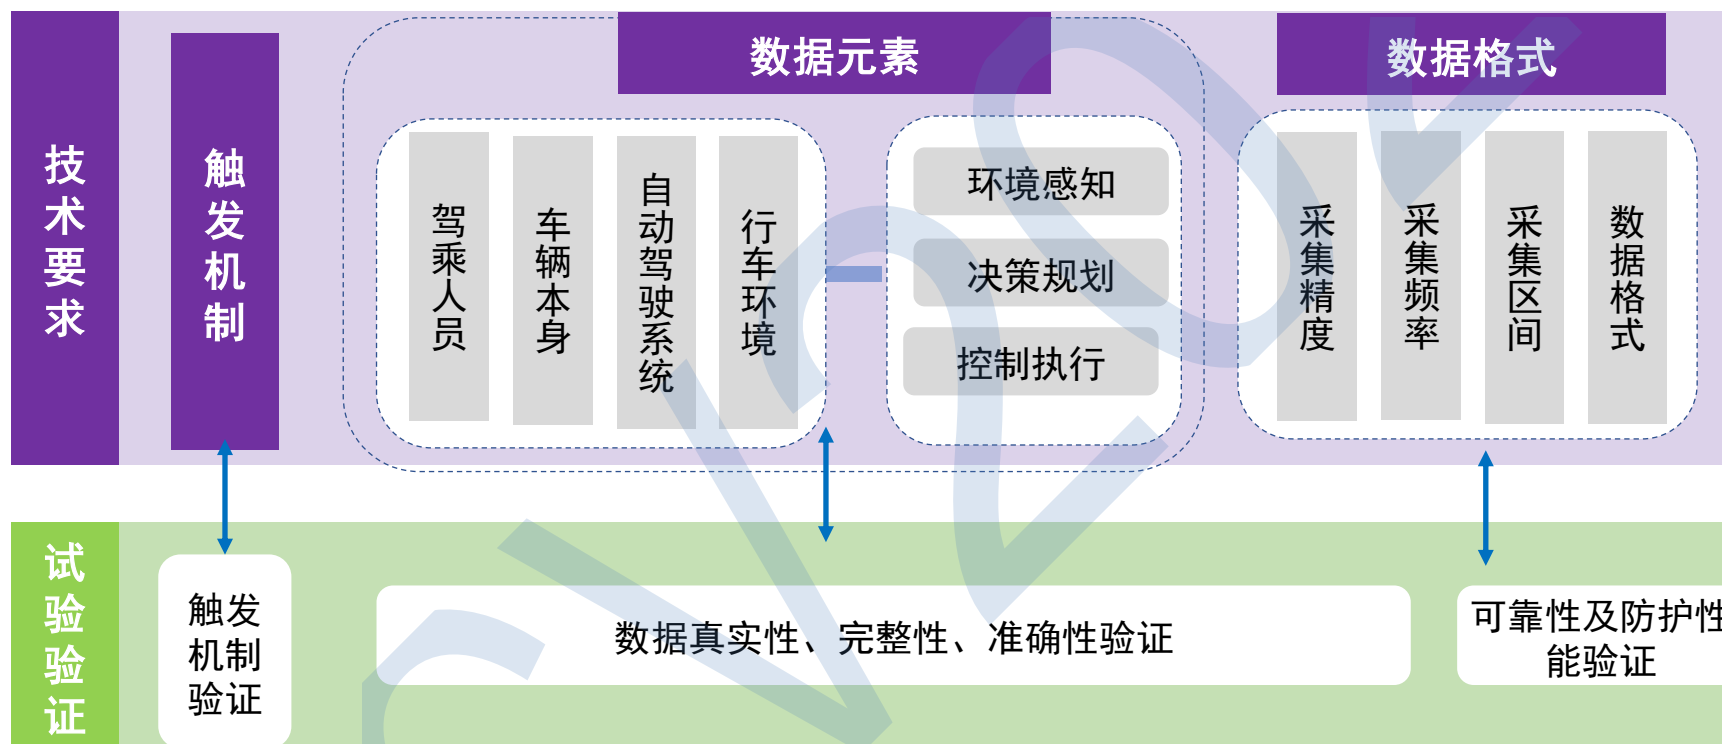 技术要求
触发机制
数据元素
驾乘人员
车辆本身
自动驾驶系统
行车环境
环境感知
决策规划
控制执行
数据格式
采集精度
采集频率
采集区间
数据格式
试验验证
触发
机制
验证
数据真实性、完整性、准确性验证
可靠性及防护性
能验证